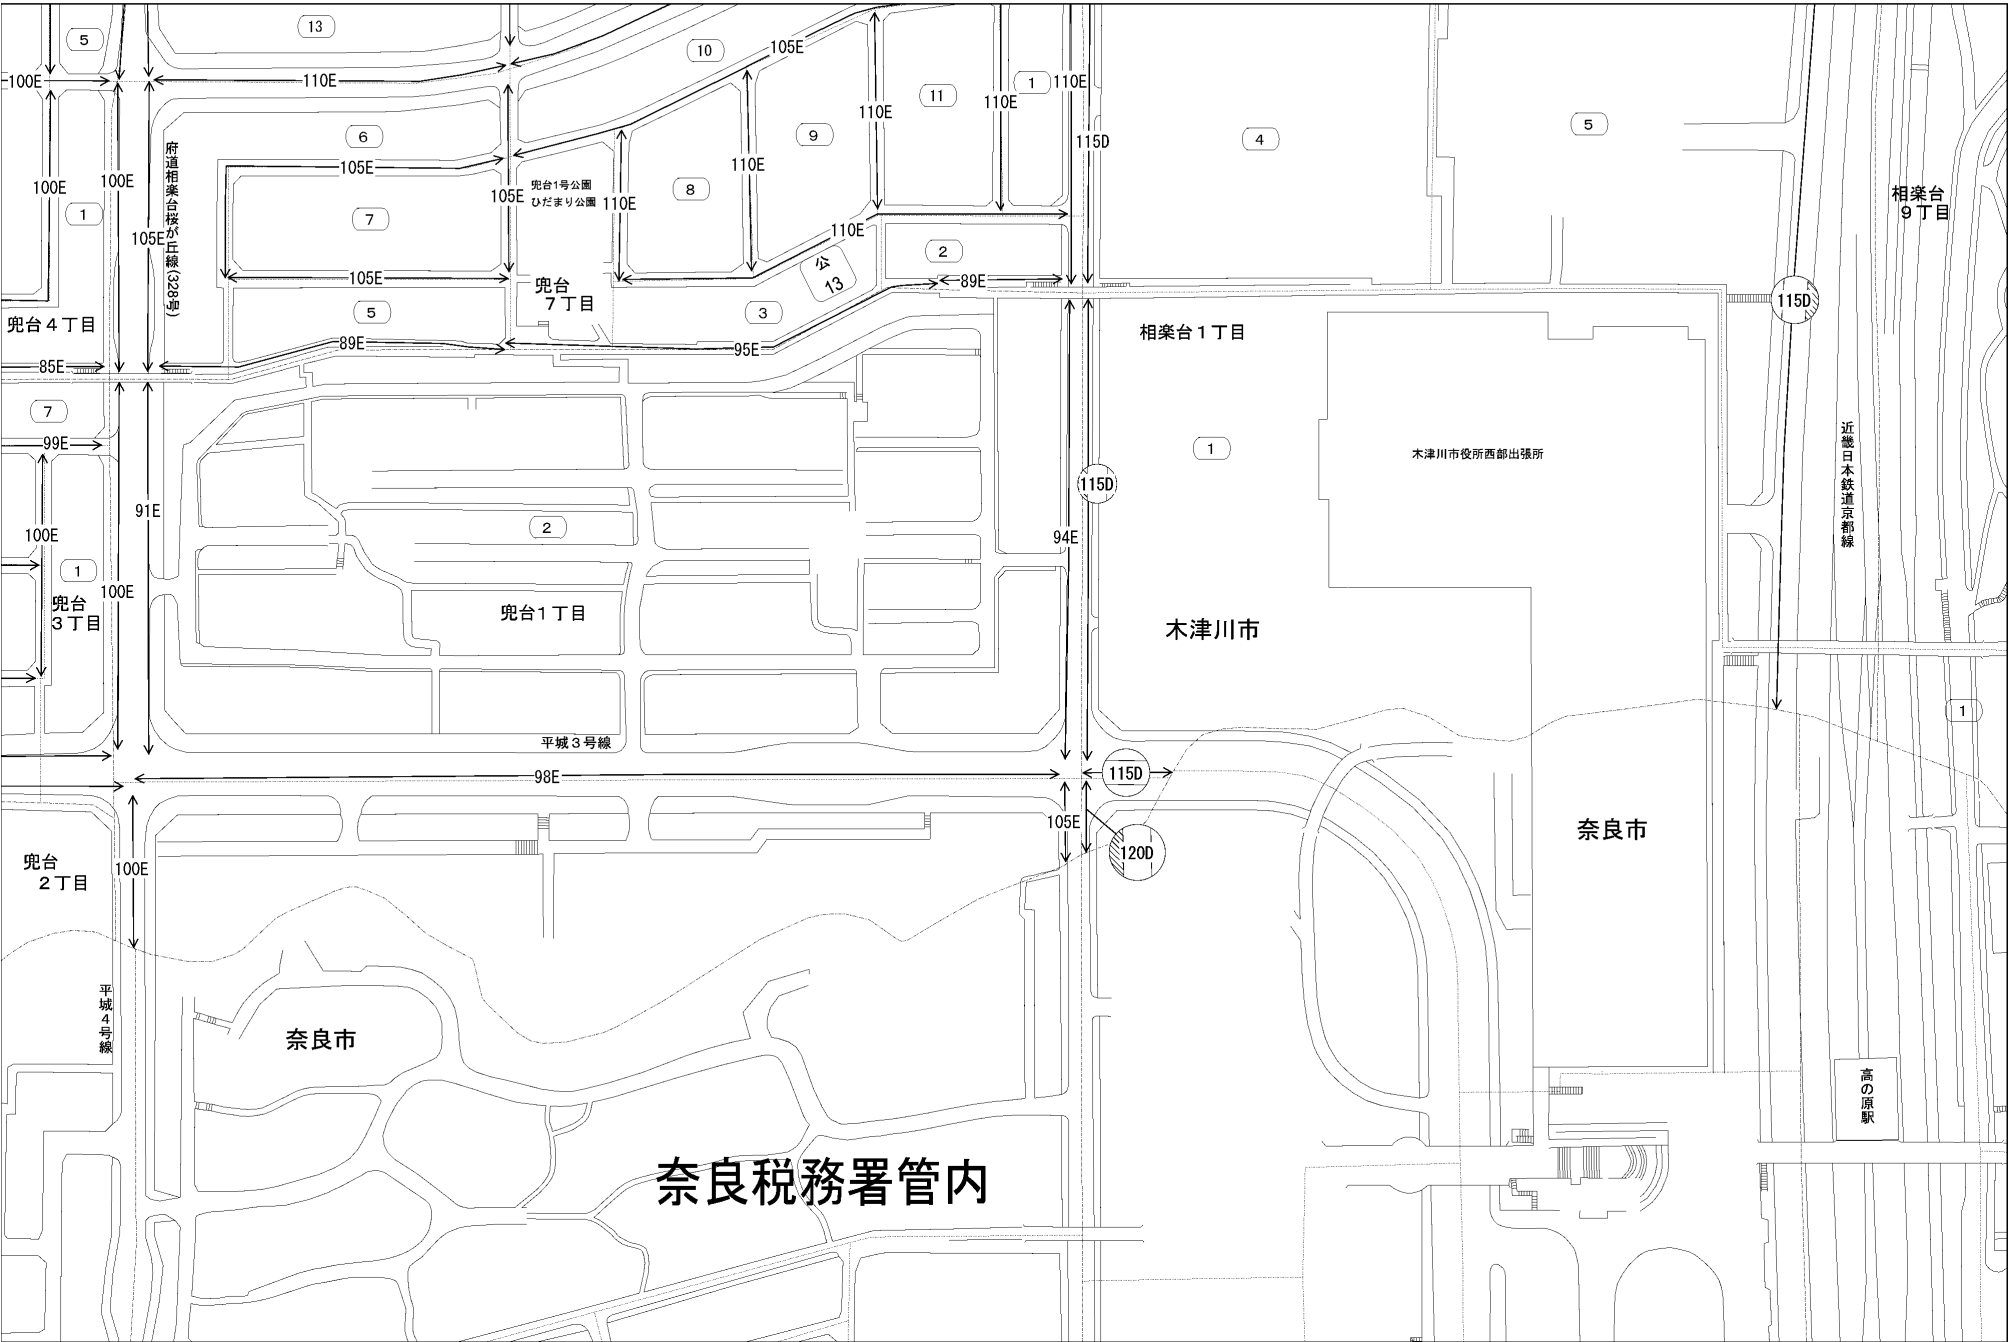 5
13
10
105E
100E
110E
11
1
110E
110E
110E
115D
4
5
6
9
110E
府道相楽台桜が丘線(328号)
100E
100E
105E
105E
兜台1号公園
ひだまり公園
110E
8
110E
相楽台
9丁目
1
7
105E
110E
2
公
13
105E
兜台
7丁目
89E
115D
兜台4丁目
5
3
相楽台1丁目
89E
95E
85E
7
99E
1
木津川市役所西部出張所
近畿日本鉄道京都線
115D
91E
2
94E
100E
1
100E
兜台
3丁目
兜台1丁目
木津川市
1
平城3号線
98E
115D
105E
奈良市
120D
兜台
2丁目
100E
平城4号線
奈良市
高の原駅
奈良税務署管内